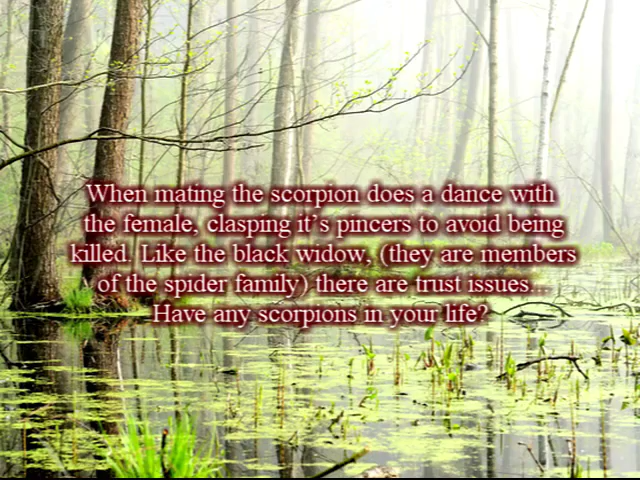 When mating the scorpion does a dance with
the female, clasping it’s pincers to avoid being
killed. Like the black widow, (they are members
of the spider family) there are trust issues...
Have any scorpions in your life?